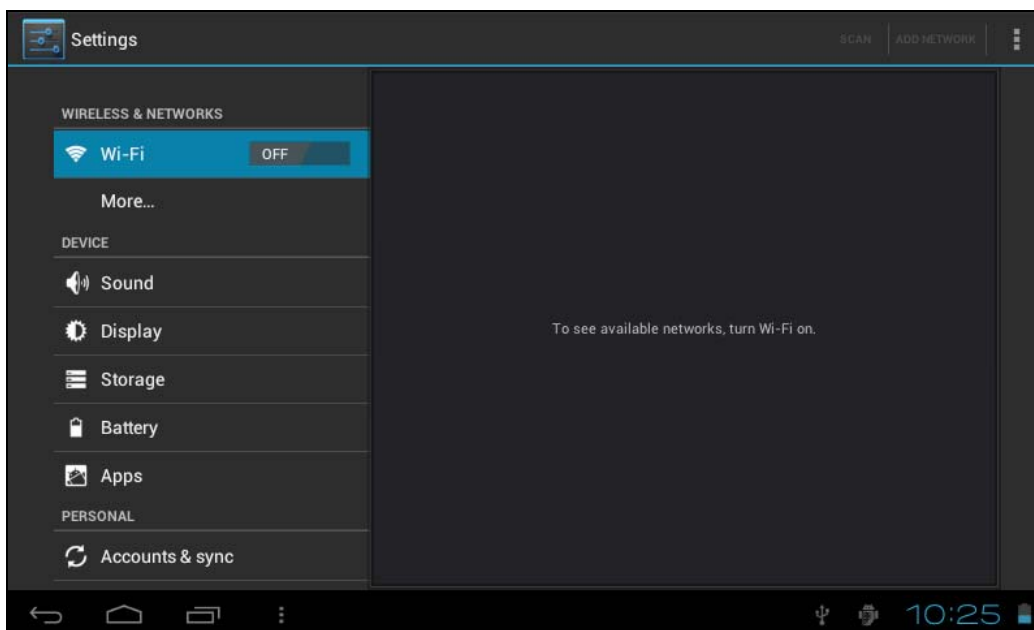 Settings
SCAN
ADD NETWORK
WIRELESS & NETWORKS
Wi-Fi
OFF
More...
DEVICE
Sound
Display
Storage
Battery
Apps
PERSONAL
Accounts & sync
To see available networks, turn Wi-Fi on.
10:25